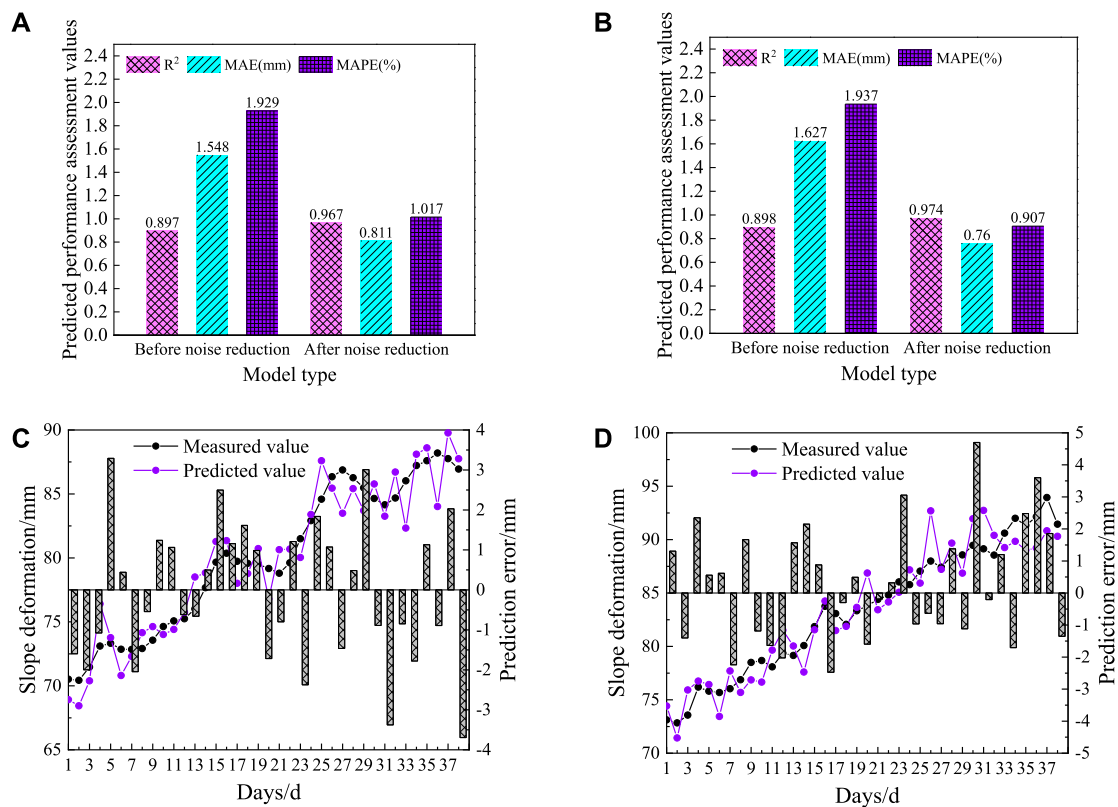 A
Predicted performance assessment values
2.4
2.2
2.0
1.8
1.6
1.4
1.2
1.0
0.8
0.6
0.4
0.2
0.0
R² MAE(mm) MAPE(%)
0.897
1.548
1.929
0.967
0.811
1.017
Before noise reduction After noise reduction
Model type
B
Predicted performance assessment values
2.4
2.2
2.0
1.8
1.6
1.4
1.2
1.0
0.8
0.6
0.4
0.2
0.0
R² MAE(mm) MAPE(%)
0.898
1.627
1.937
0.974
0.76
0.907
Before noise reduction After noise reduction
Model type
C
Slope deformation/mm
90
85
80
75
70
65
Measured value
Predicted value
4
3
2
1
0
-1
-2
-3
-4
Prediction error/mm
1 3 5 7 9 11 13 15 17 19 21 23 25 27 29 31 33 35 37
Days/d
D
Slope deformation/mm
100
95
90
85
80
75
70
Measured value
Predicted value
5
4
3
2
1
0
-1
-2
-3
-4
-5
Prediction error/mm
1 3 5 7 9 11 13 15 17 19 21 23 25 27 29 31 33 35 37
Days/d